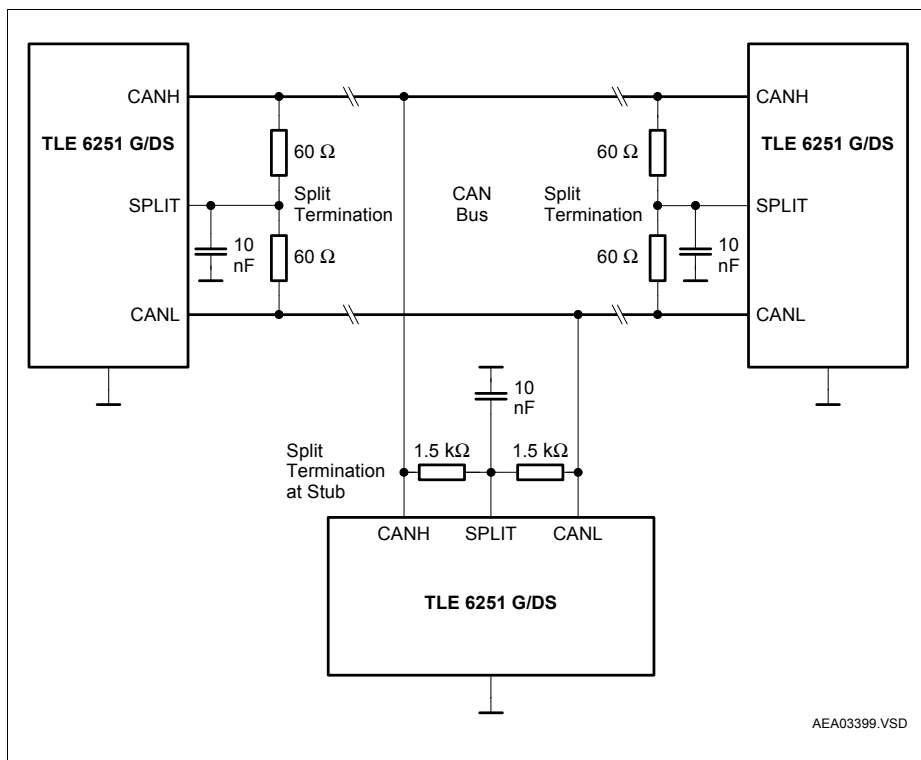 CANH
CANH
TLE 6251 G/DS
TLE 6251 G/DS
60 Ω
60 Ω
SPLIT
Split
Termination
CAN
Bus
Split
Termination
SPLIT
10
nF
60 Ω
60 Ω
10
nF
CANL
CANL
10
nF
Split
Termination
at Stub
1.5 kΩ
1.5 kΩ
CANH
SPLIT
CANL
TLE 6251 G/DS
AEA03399.VSD